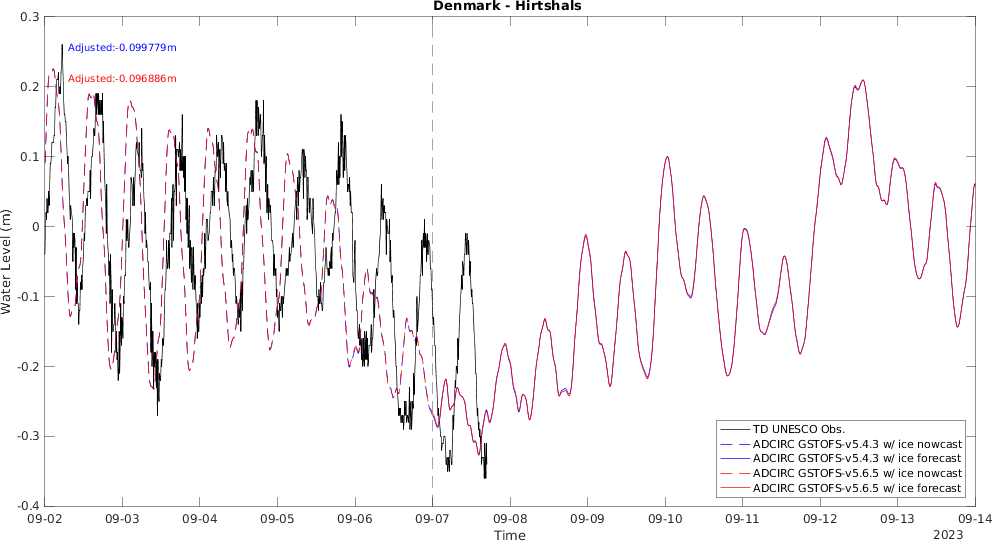 Denmark - Hirtshals
0.3
0.2
0.1
0
-0.1
-0.2
-0.3
-0.4
Water Level (m)
Adjusted:-0.099779m
Adjusted:-0.096886m
TD UNESCO Obs.
ADCIRC GSTOFS-v5.4.3 w/ ice nowcast
ADCIRC GSTOFS-v5.4.3 w/ ice forecast
ADCIRC GSTOFS-v5.6.5 w/ ice nowcast
ADCIRC GSTOFS-v5.6.5 w/ ice forecast
09-02 09-03 09-04 09-05 09-06 09-07 09-08 09-09 09-10 09-11 09-12 09-13 09-14
Time
2023